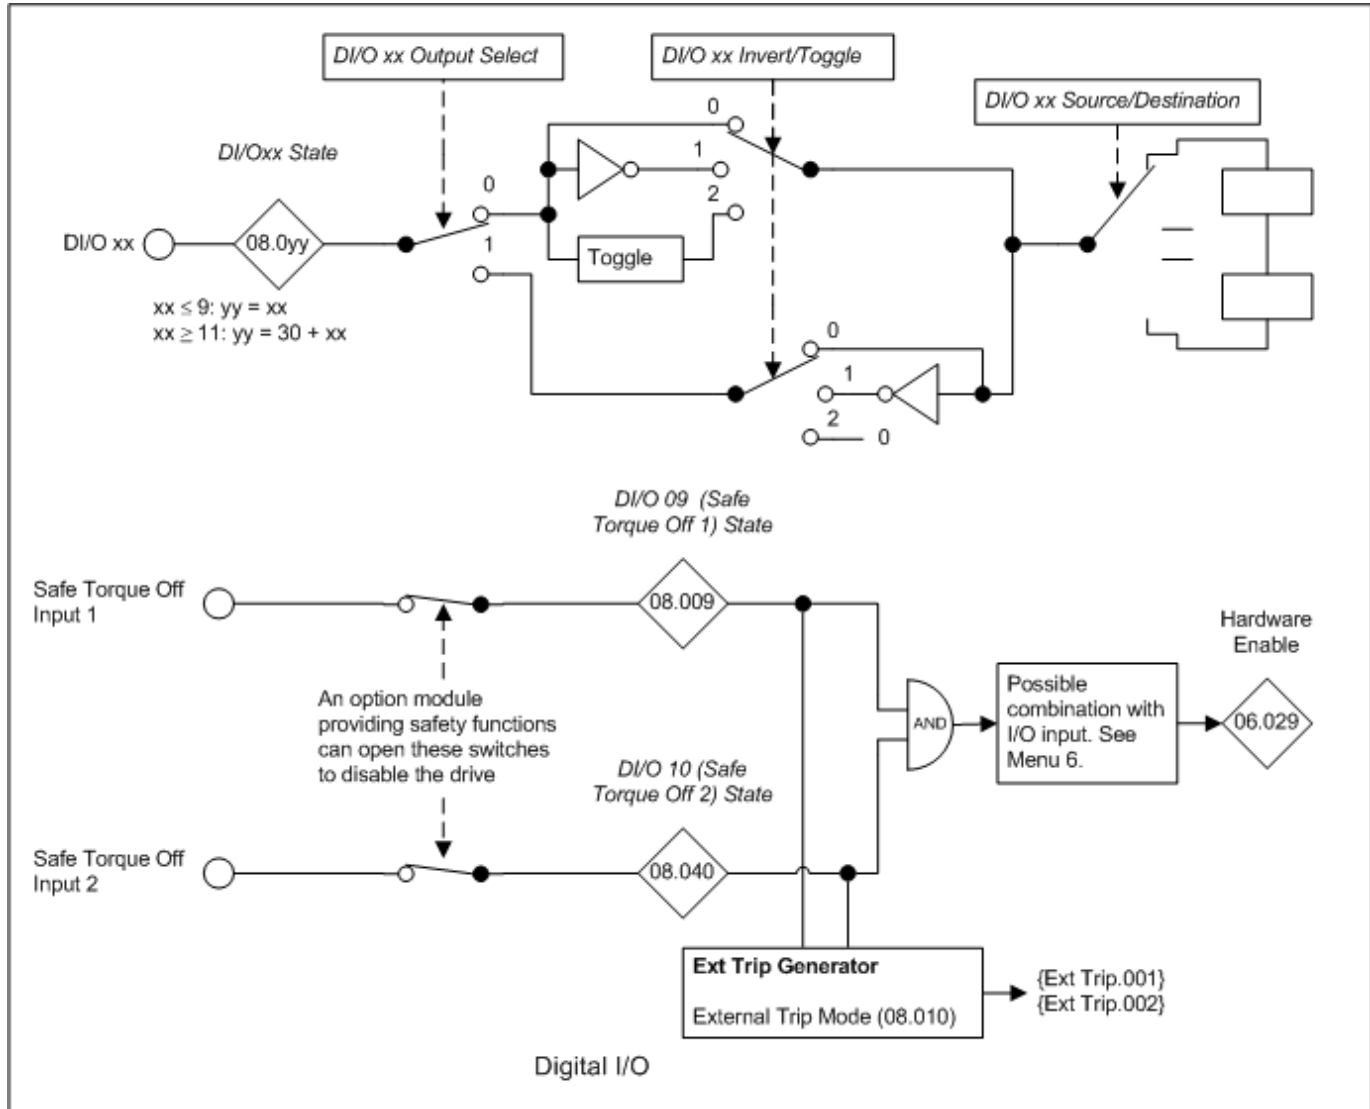 DI/O xx Output Select
DI/O xx Invert/Toggle
DI/O xx Source/Destination
DI/Oxx State
0
0
1
2
DI/O xx
08.0yy
1
Toggle
xx ≤ 9: yy = xx
xx ≥ 11: yy = 30 + xx
0
1
2
0
DI/O 09 (Safe
Torque Off 1) State
Safe Torque Off
Input 1
08.009
Hardware
Enable
An option module
providing safety functions
can open these switches
to disable the drive
AND
Possible
combination with
I/O input. See
Menu 6.
06.029
DI/O 10 (Safe
Torque Off 2) State
Safe Torque Off
Input 2
08.040
Ext Trip Generator
External Trip Mode (08.010)
{Ext Trip.001}
{Ext Trip.002}
Digital I/O